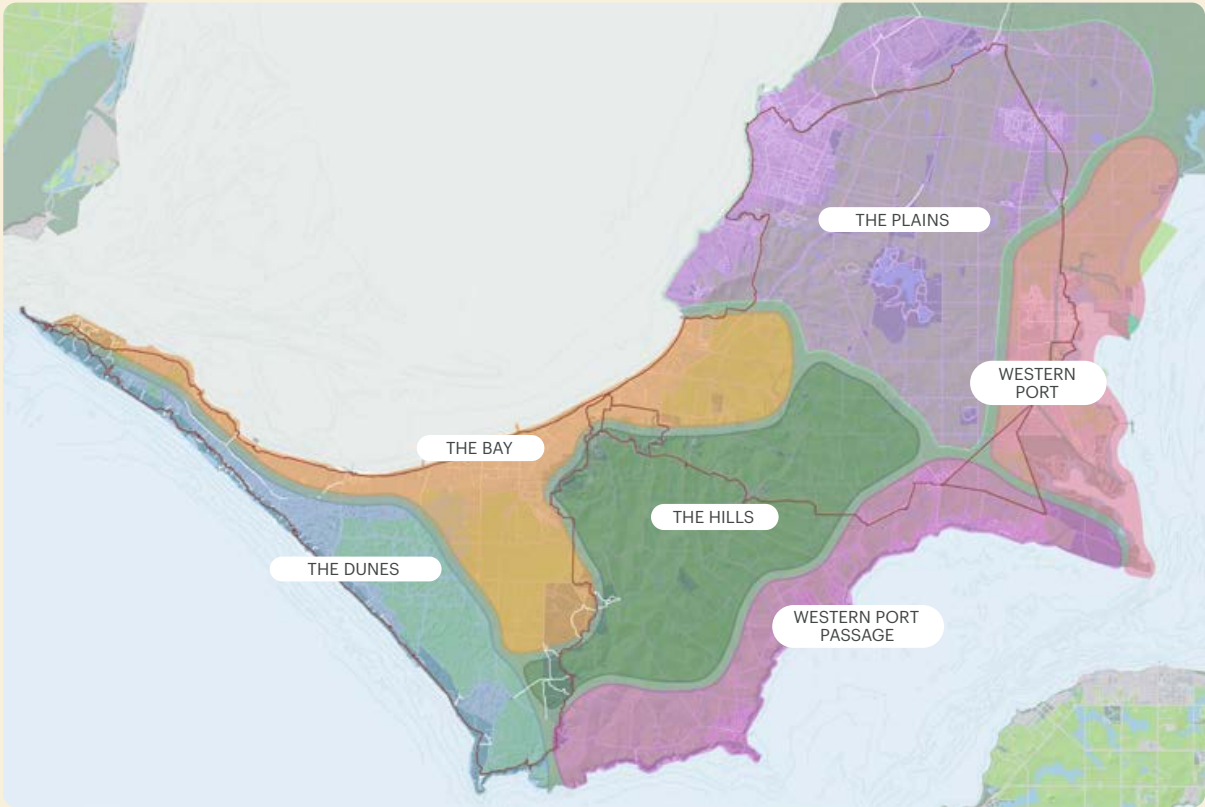 THE PLAINS
WESTERN
PORT
THE BAY
THE HILLS
THE DUNES
WESTERN PORT
PASSAGE